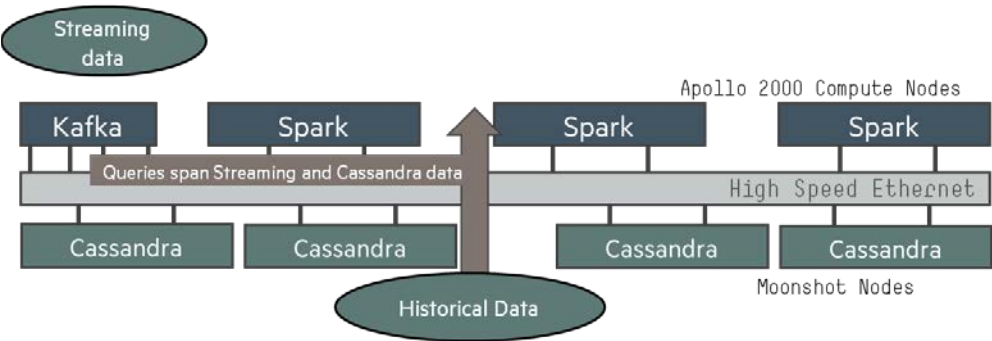 Streaming
data
Apollo 2000 Compute Nodes
Kafka
Spark
Spark
Spark
Queries span Streaming and Cassandra data
High Speed Ethernet
Cassandra
Cassandra
Cassandra
Cassandra
Moonshot Nodes
Historical Data